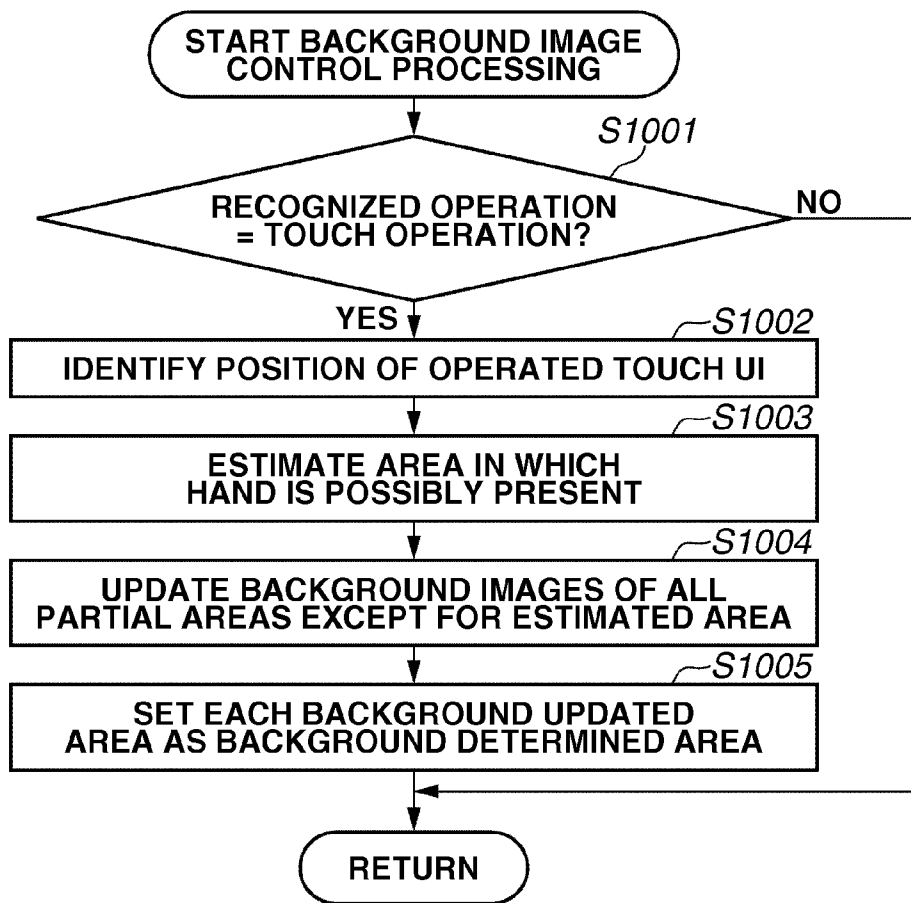 START BACKGROUND IMAGE
CONTROL PROCESSING
S1001
RECOGNIZED OPERATION
= TOUCH OPERATION?
NO
YES
S1002
IDENTIFY POSITION OF OPERATED TOUCH UI
S1003
ESTIMATE AREA IN WHICH
HAND IS POSSIBLY PRESENT
S1004
UPDATE BACKGROUND IMAGES OF ALL
PARTIAL AREAS EXCEPT FOR ESTIMATED AREA
S1005
SET EACH BACKGROUND UPDATED
AREA AS BACKGROUND DETERMINED AREA
RETURN